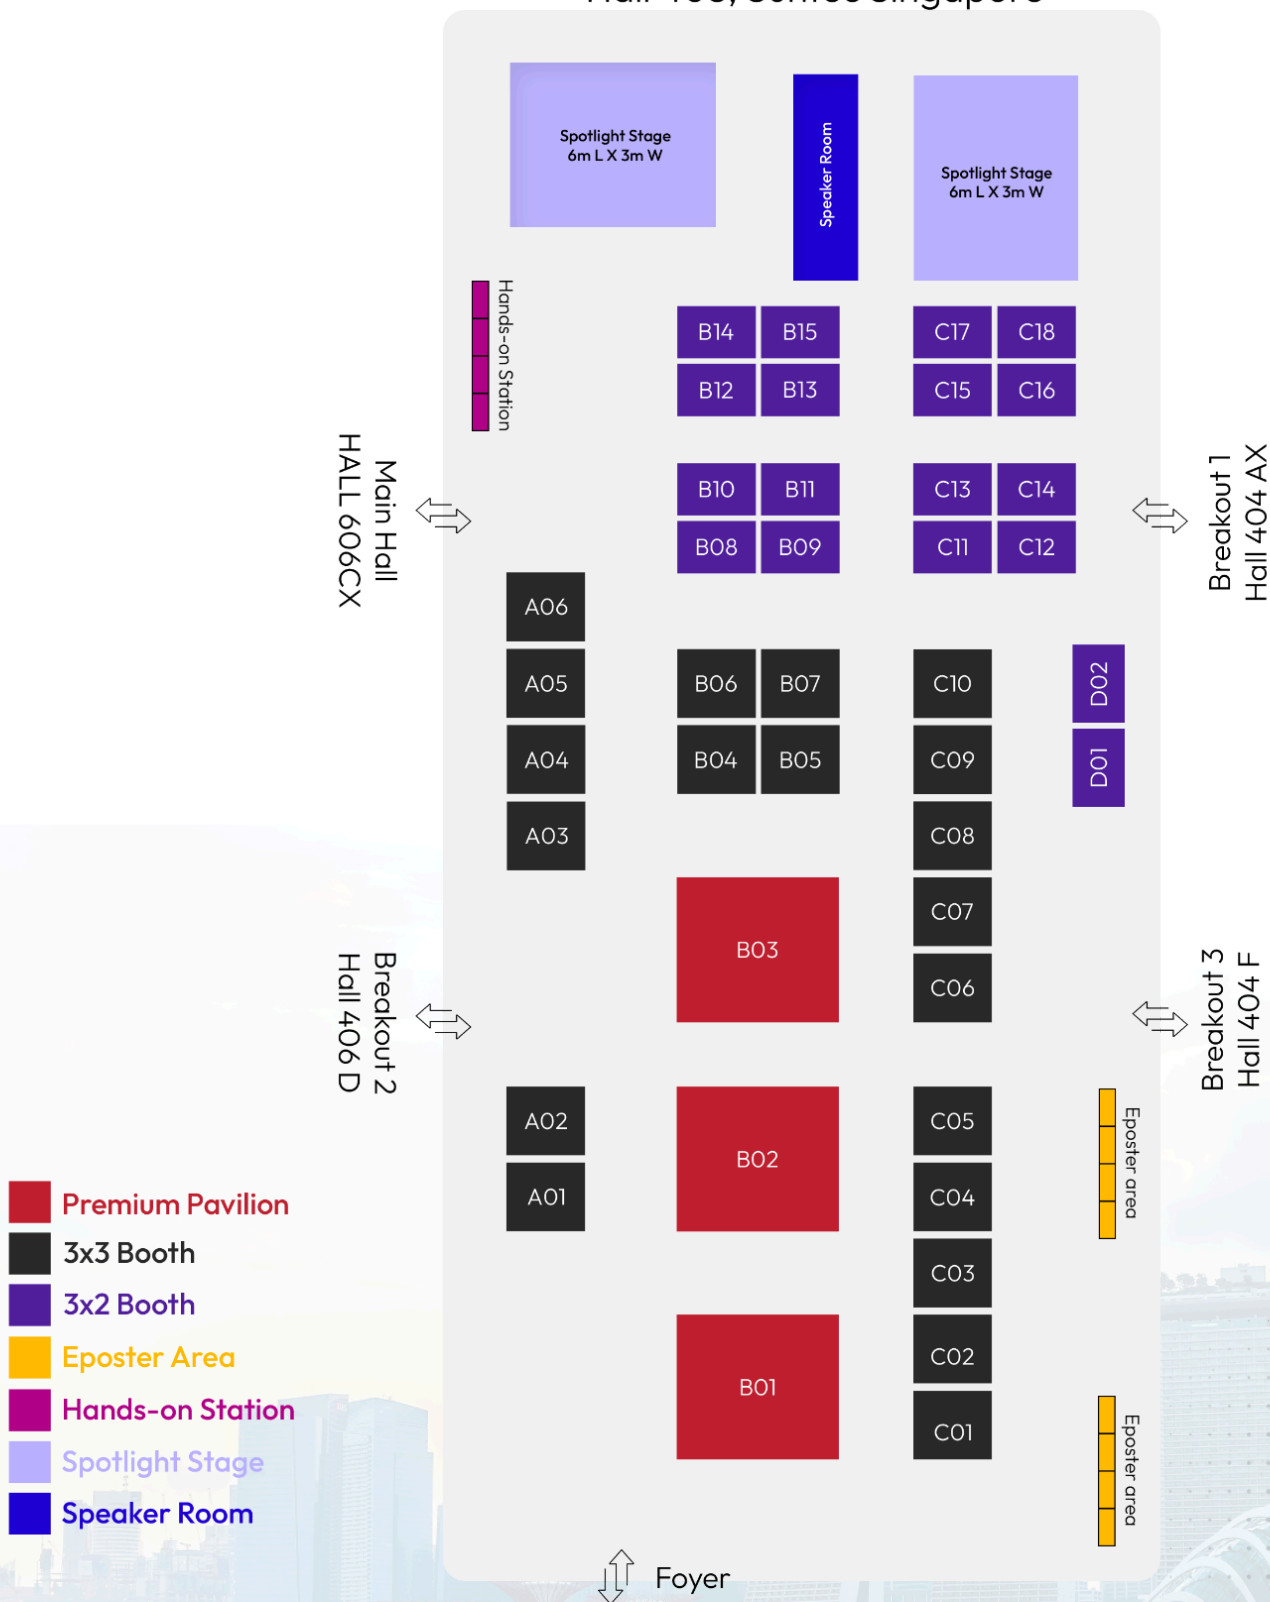 Spotlight Stage
6m L X 3m W
Speaker Room
Spotlight Stage
6m L X 3m W
Hands-on Station
B14
B15
C17
C18
B12
B13
C15
C16
Main Hall
HALL 606CX
B10
B11
C13
C14
Breakout 1
Hall 404 AX
B08
B09
C11
C12
A06
A05
B06
B07
C10
D02
A04
B04
B05
C09
D01
A03
C08
C07
B03
C06
Breakout 2
Hall 406 D
Breakout 3
Hall 404 F
A02
C05
B02
Eposter area
A01
C04
C03
C02
B01
C01
Eposter area
Premium Pavilion
3x3 Booth
3x2 Booth
Eposter Area
Hands-on Station
Spotlight Stage
Speaker Room
Foyer